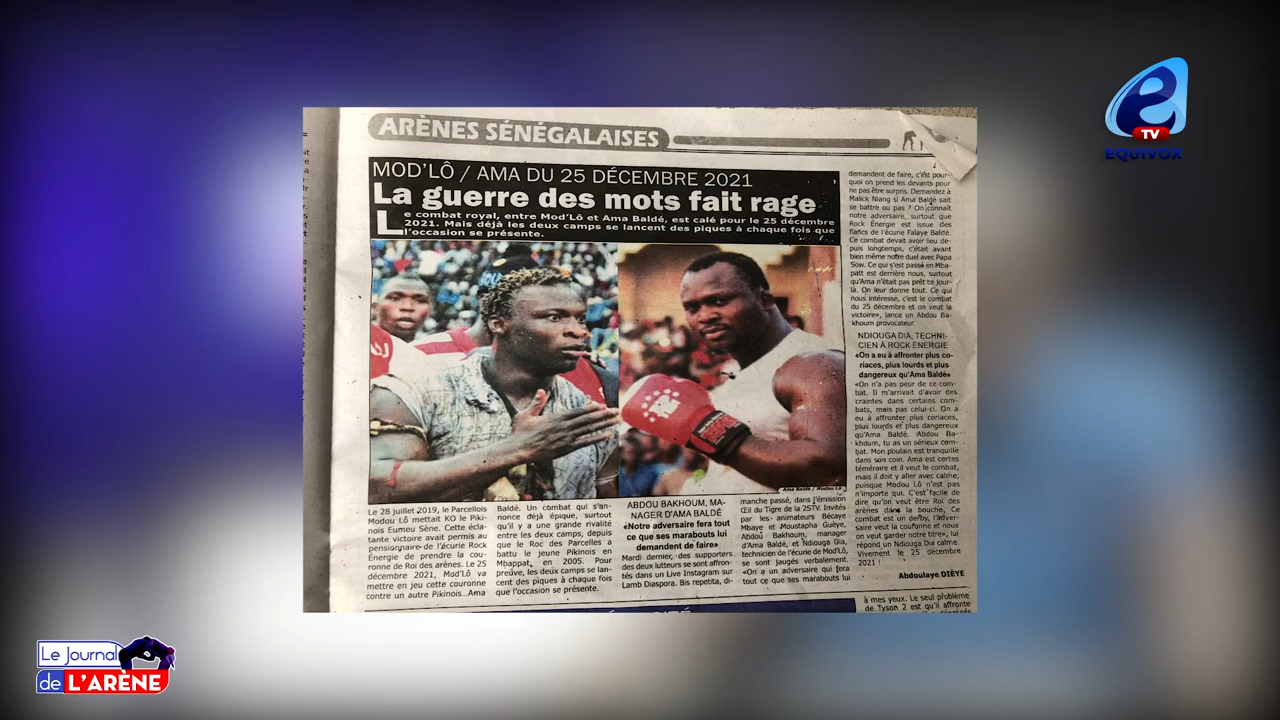 ARÈNES SÉNÉGALAISES
MOD'LÔ / AMA DU 25 DÉCEMBRE 2021
La guerre des mots fait rage
Le combat royal, entre Mod'Lô et Ama Baldé, est calé pour le 25 décembre
2021. Mais déjà les deux camps se lancent des piques à chaque fois que
l'occasion se présente.
Ama Baldé / Modou Lô
Le 28 juillet 2019, le Parcellois
Modou Lô mettait KO le Piki-
nois Eumeu Sène. Cette écla-
tante victoire avait permis au
pensionnaire de l'écurie Rock
Énergie de prendre la cou-
ronne de Roi des arènes. Le 25
décembre 2021, Mod'Lô va
mettre en jeu cette couronne
contre un autre Pikinois Ama
Baldé. Un combat qui s'an-
nonce déjà épique, surtout
qu'il y a une grande rivalité
entre les deux camps, depuis
que le Roc des Parcelles a
battu le jeune Pikinois en
Mbappat, en 2005. Pour
preuve, les deux camps se lan-
cent des piques à chaque fois
que l'occasion se présente.
ABDOU BAKHOUM, MA-
NAGER D'AMA BALDÉ
«Notre adversaire fera tout
ce que ses marabouts lui
demandent de faire»
Mardi dernier, des supporters
des deux lutteurs se sont affron-
tés dans un Live Instagram sur
Lamb Diaspora. Bis repetita, di-
manche passé, dans l'émission
Œil du Tigre de la 2STV. Invités
par les animateurs Bécaye
Mbaye et Moustapha Guèye,
Abdou Bakhoum, manager
d'Ama Baldé, et Ndiouga Dia,
technicien de l'écurie de Mod'Lô,
se sont jaugés verbalement.
«On a un adversaire qui fera
tout ce que ses marabouts lui
demandent de faire, c'est pour-
quoi on prend les devants pour
ne pas être surpris. Demandez à
Malick Niang si Ama Baldé sait
se battre ou pas ? On connaît
notre adversaire, surtout que
Rock Énergie est issue des
flancs de l'écurie Falaye Baldé.
Ce combat devait avoir lieu de-
puis longtemps, c'était avant
bien même notre duel avec Papa
Sow. Ce qui s'est passé en Mba-
patt est derrière nous, surtout
qu'Ama n'était pas prêt ce jour-
là. On leur donne tout. Ce qui
nous intéresse, c'est le combat
du 25 décembre et on veut la
victoire», lance un Abdou Ba-
khoum provocateur.
NDIOUGA DIA, TECHNI-
CIEN À ROCK ÉNERGIE
«On a eu à affronter plus co-
riaces, plus lourds et plus
dangereux qu'Ama Baldé»
«On n'a pas peur de ce com-
bat. Il m'arrivait d'avoir des
craintes dans certains com-
bats, mais pas celui-ci. On a
eu à affronter plus coriaces,
plus lourds et plus dangereux
qu'Ama Baldé. Abdou Ba-
khoum, tu as un sérieux com-
bat. Mon poulain est tranquille
dans son coin. Ama est certes
téméraire et il veut le combat,
mais il doit y aller avec calme,
puisque Modou Lô n'est pas
n'importe qui. C'est facile de
dire qu'on veut être Roi des
arènes dans la bouche. Ce
combat est un derby, l'adver-
saire veut la couronne et nous
on veut garder notre titre», lui
répond un Ndiouga Dia calme.
Vivement le 25 décembre
2021 !
Abdoulaye DIÈYE
à mes yeux. Le seul problème
de Tyson 2 est qu'il affronte
e
TV
EQUIVOX
Le Journal
de L'ARÈNE